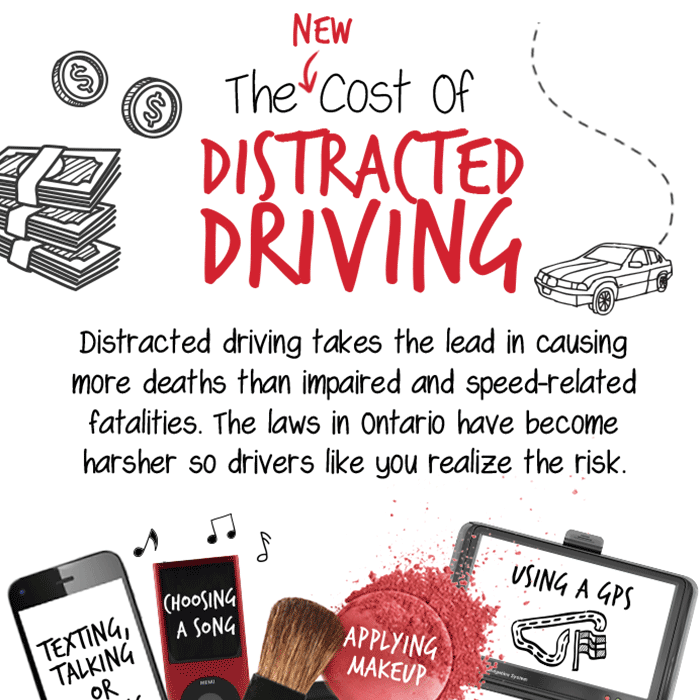 NEW
The Cost Of
DISTRACTED
DRIVING
Distracted driving takes the lead in causing
more deaths than impaired and speed-related
fatalities. The laws in Ontario have become
harsher so drivers like you realize the risk.
TEXTING,
TALKING
OR
CHOOSING
A SONG
MENU
APPLYING
MAKEUP
USING A GPS
System